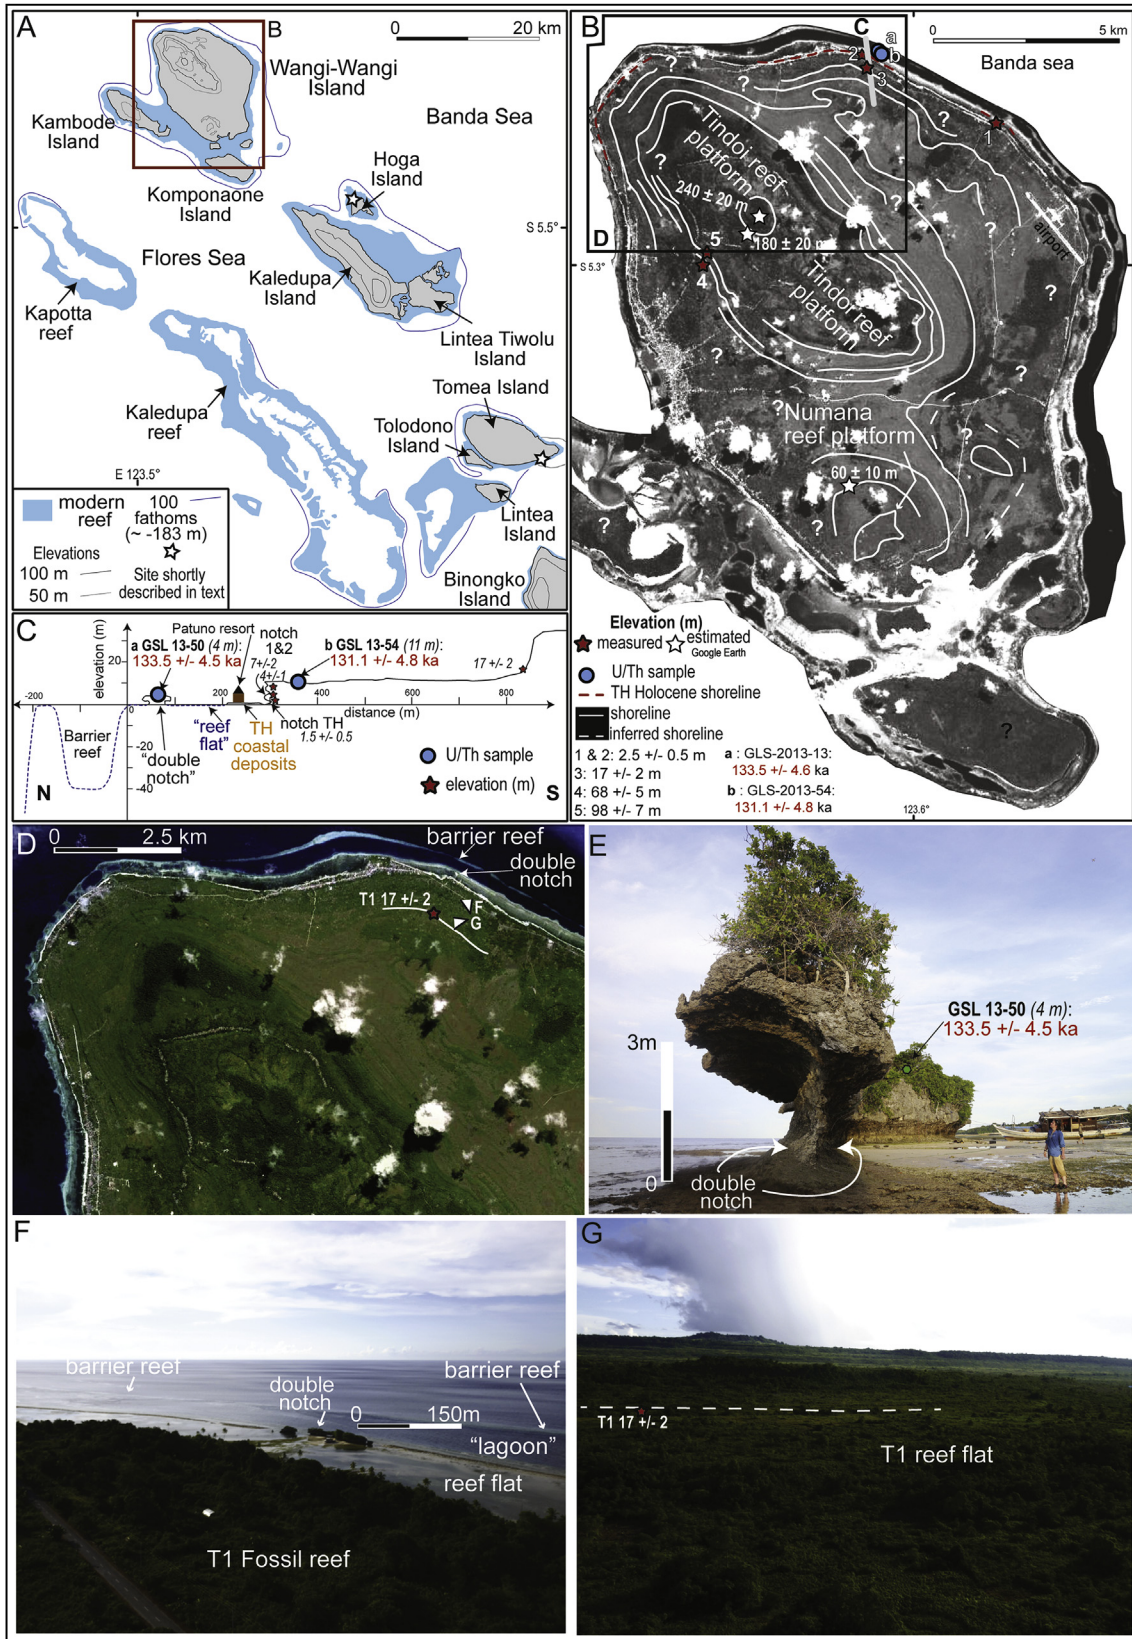 A
B
20 km
0
Wangi-Wangi
Island
Banda Sea
Kambode
Island
Hoga
Island
Komponaone
Island
S 5.5°
Flores Sea
Kaledupa
Island
Kapotta
reef
Lintea Tiwolu
Island
Tomea Island
Kaledupa
reef
Tolodono
Island
E 123.5°
Lintea
Island
Binongko
Island
modern
reef
100
fathoms
(~ -183 m)
Elevations
100 m
50 m
Site shortly
described in text
B
C
a
b
2
3
0
5 km
Banda sea
1
?
?
?
?
?
Tindoi reef
platform
240 ± 20 m
180 ± 20 m
D
airport
S 5.3°
5
4
Tindoi reef
platform
?
?
?
Numana
reef platform
?
?
60 ± 10 m
?
?
?
?
Elevation (m)
measured
estimated
Google Earth
U/Th sample
TH Holocene shoreline
shoreline
inferred shoreline
1 & 2: 2.5 +/- 0.5 m
3: 17 +/- 2 m
4: 68 +/- 5 m
5: 98 +/- 7 m
a : GLS-2013-13:
133.5 +/- 4.6 ka
b : GLS-2013-54:
131.1 +/- 4.8 ka
123.6°
C
elevation (m)
a GSL 13-50 (4 m):
133.5 +/- 4.5 ka
Patuno resort
notch
1&2
7+/-2
4+/-1
b GSL 13-54 (11 m):
131.1 +/- 4.8 ka
17 +/- 2
20
-200
200
400
600
800
distance (m)
Barrier
reef
-20
-40
"double
notch"
"reef
flat"
TH
coastal
deposits
notch TH
1.5 +/- 0.5
U/Th sample
elevation (m)
N
S
D
0
2.5 km
barrier reef
double
notch
T1 17 +/- 2
F
G
E
GSL 13-50 (4 m):
133.5 +/- 4.5 ka
3m
0
double
notch
F
barrier reef
barrier reef
double
notch
0
150m
"lagoon"
reef flat
T1 Fossil reef
G
T1 17 +/- 2
T1 reef flat